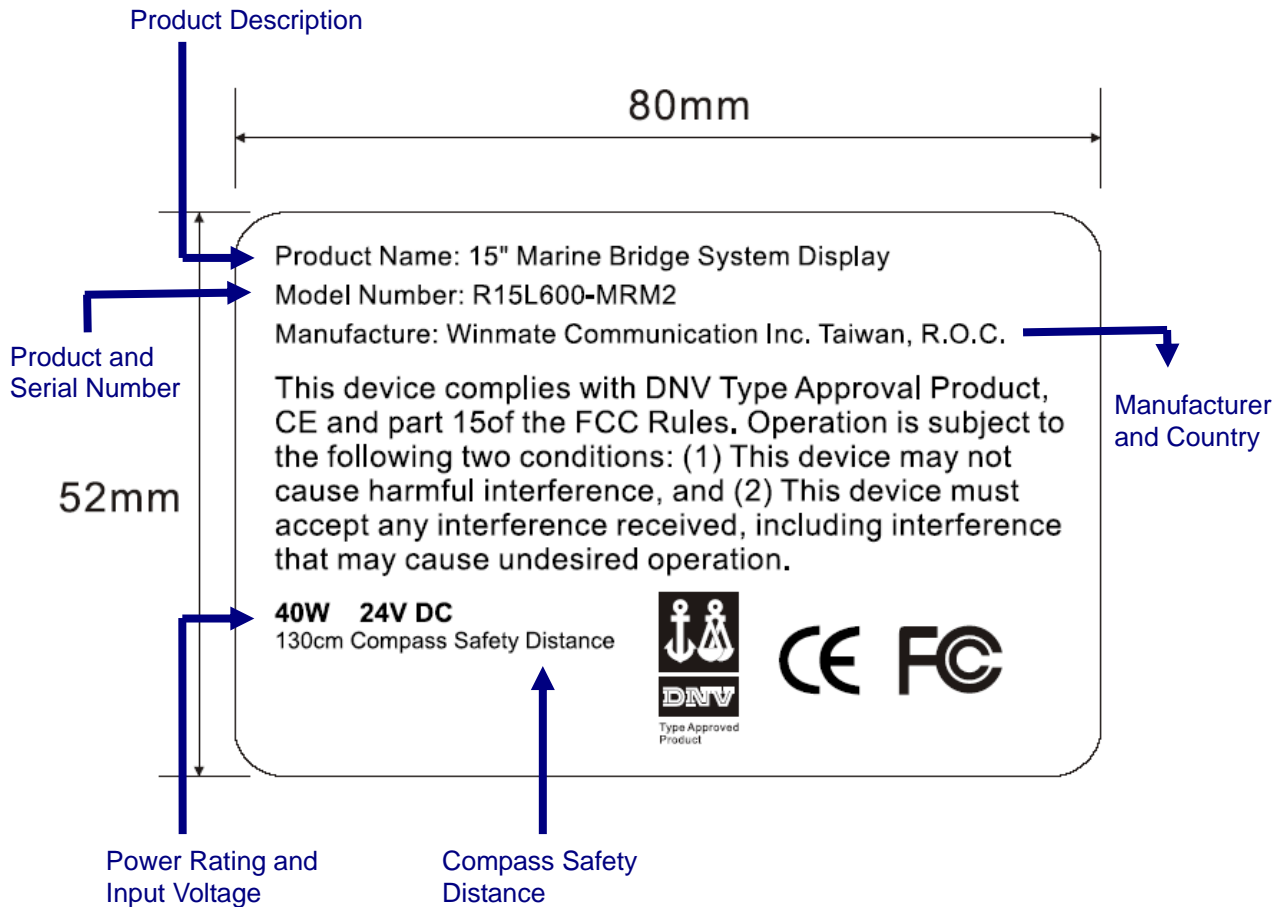 Product Description
80mm
Product Name: 15" Marine Bridge System Display
Model Number: R15L600-MRM2
Manufacture: Winmate Communication Inc. Taiwan, R.O.C.
Product and
Serial Number
Manufacturer
and Country
This device complies with DNV Type Approval Product,
CE and part 15of the FCC Rules. Operation is subject to
the following two conditions: (1) This device may not
cause harmful interference, and (2) This device must
accept any interference received, including interference
that may cause undesired operation.
52mm
40W 24V DC
130cm Compass Safety Distance
DNV
Type Approved
Product
CE FC
Power Rating and
Input Voltage
Compass Safety
Distance